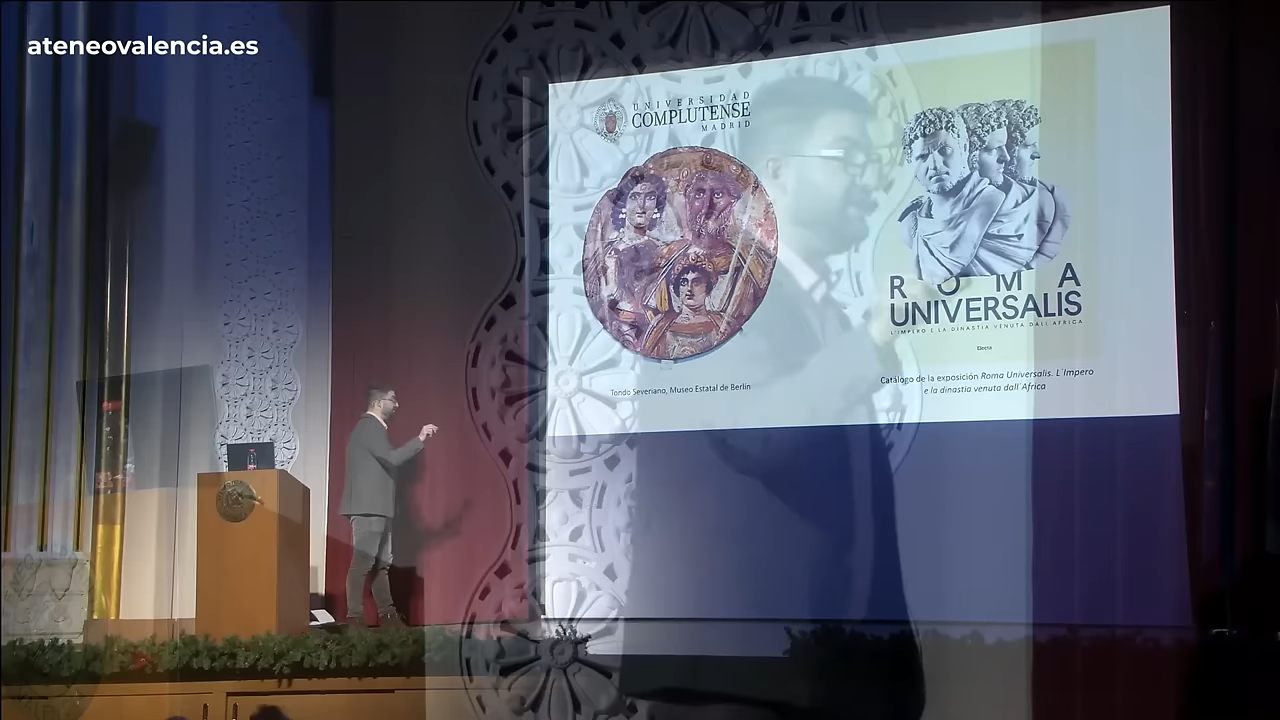 ateneovalencia.es
UNIVERSIDAD
COMPLUTENSE
MADRID
ROMA
UNIVERSALIS
L'IMPERO E LA DINASTIA VENUTA DALL'AFRICA
Electa
Tondo Severiano, Museo Estatal de Berlín
Catálogo de la exposición Roma Universalis. L´Impero
e la dinastia venuta dall´Africa